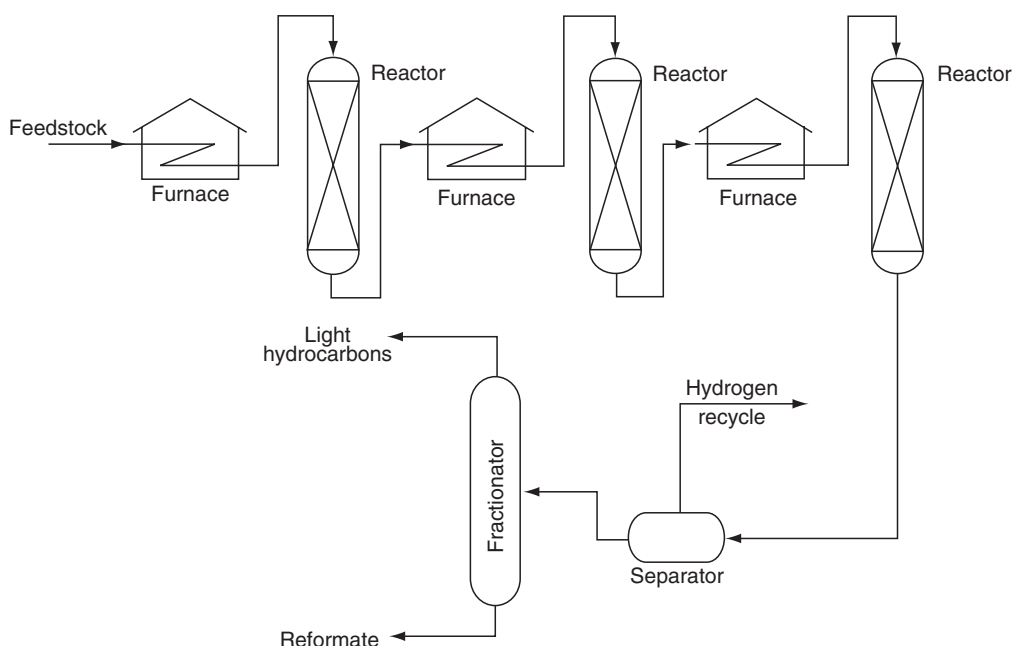 Reactor
Reactor
Reactor
Feedstock
Furnace
Furnace
Furnace
Light
hydrocarbons
Hydrogen
recycle
Fractionator
Separator
Reformate